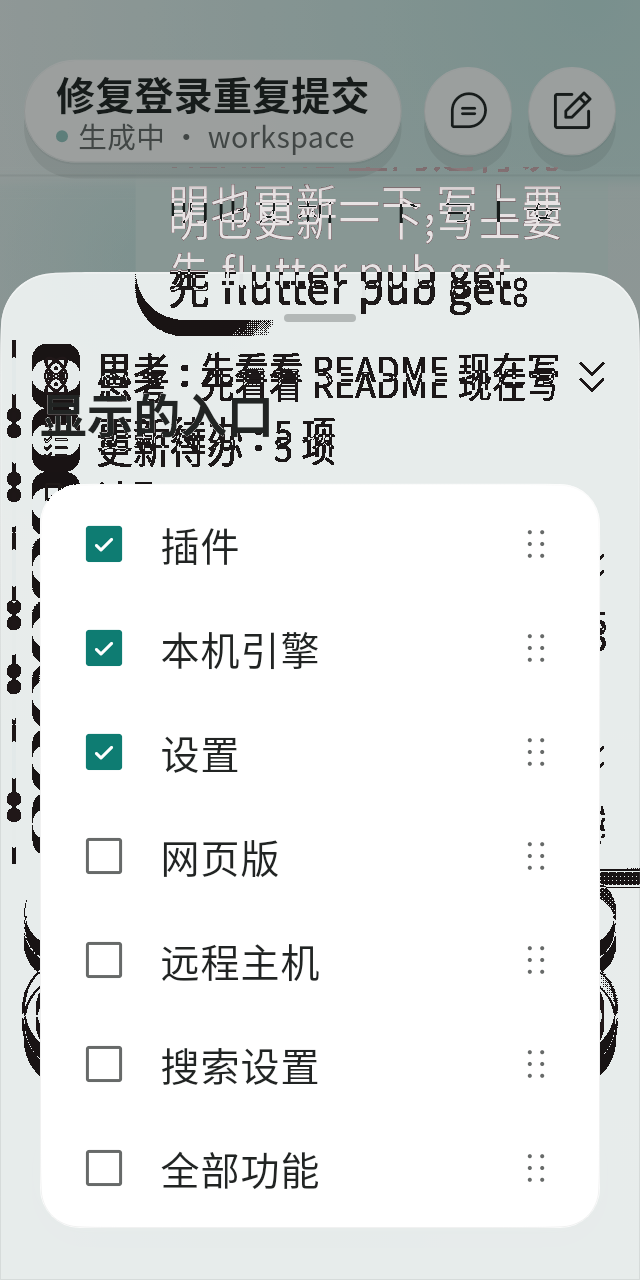 修复登录重复提交
生成中 · workspace
明也更新一下,写上要
先 flutter pub get。
思考:先看看 README 现在写
显示的入口
更新待办 · 5 项
插件
本机引擎
设置
网页版
远程主机
搜索设置
全部功能